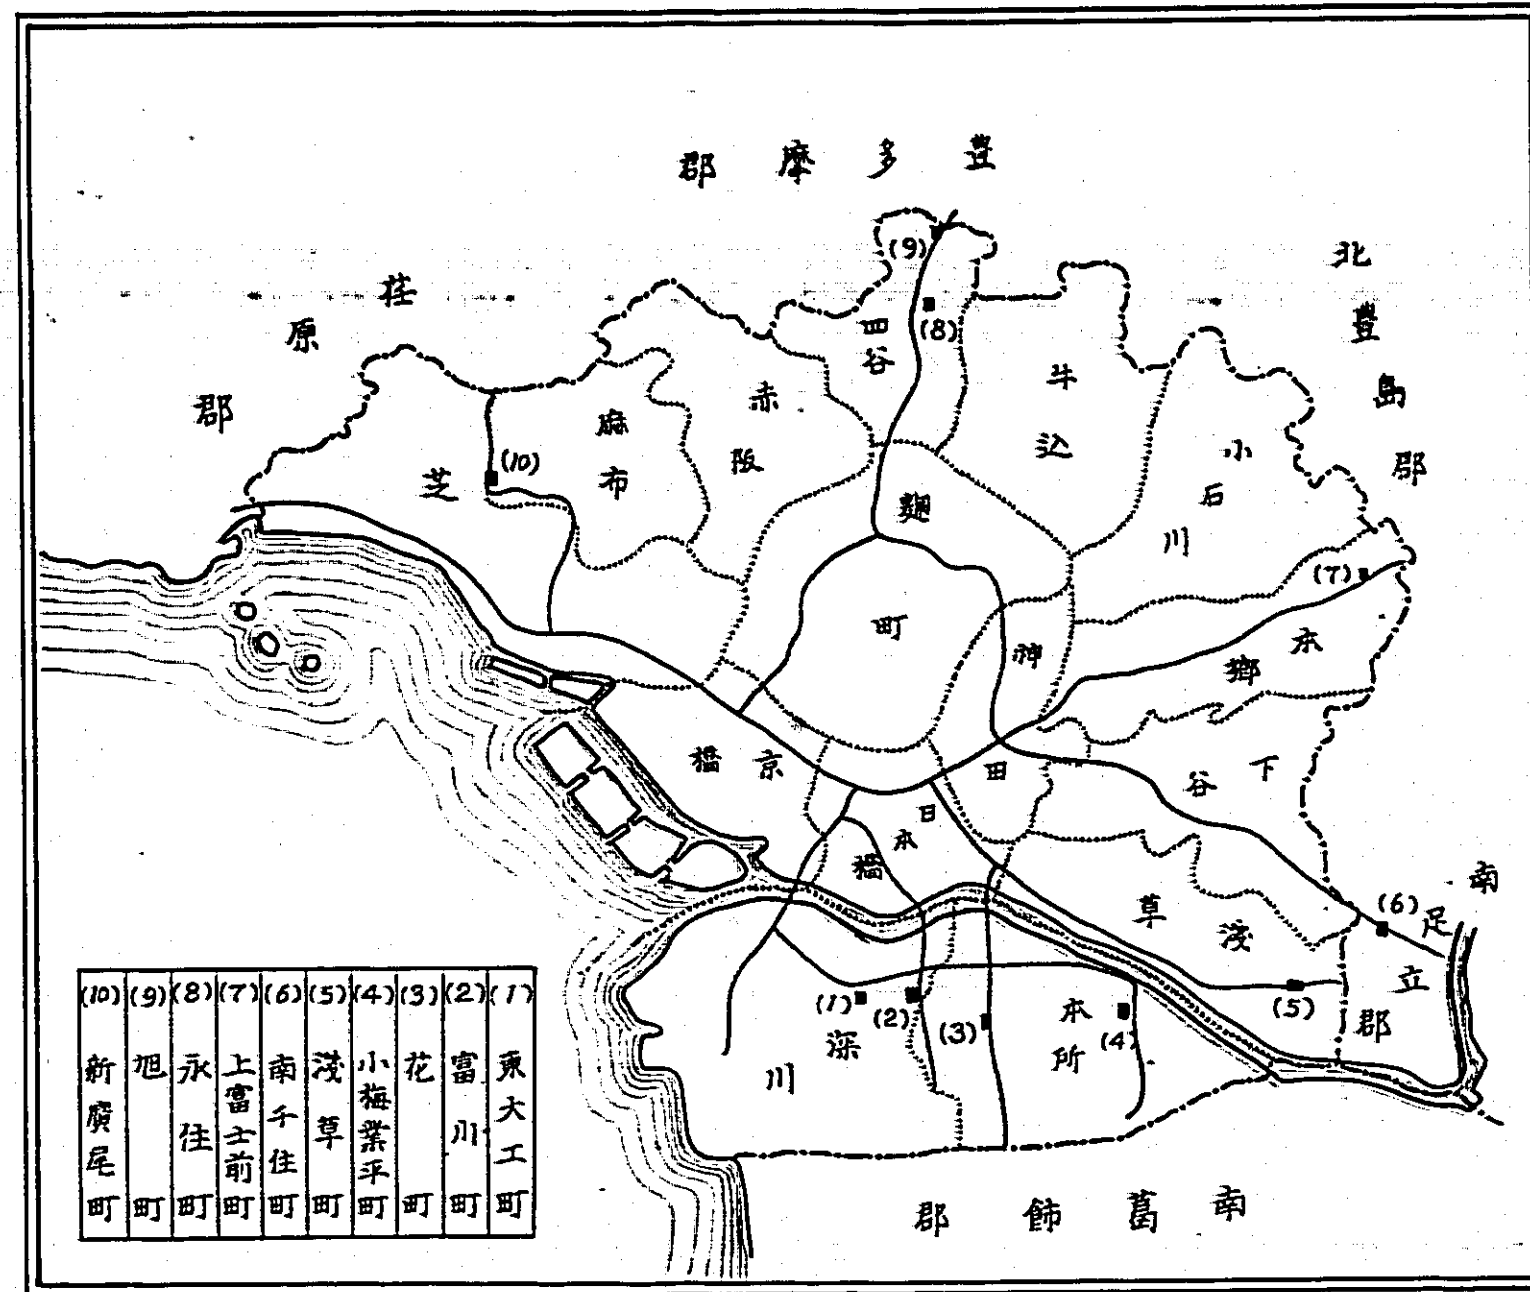 豊多摩郡
北豊島郡
荏原郡
南足立郡
南葛飾郡
四谷
牛込
小石川
赤阪
麻布
芝
麹町
神田
本郷
下谷
京橋
日本橋
浅草
本所
深川
(1)
(2)
(3)
(4)
(5)
(6)
(7)
(8)
(9)
(10)
(1) 東大工町
(2) 富川町
(3) 花町
(4) 小梅業平町
(5) 淺草町
(6) 南千住町
(7) 上富士前町
(8) 永住町
(9) 旭町
(10) 新廣尾町